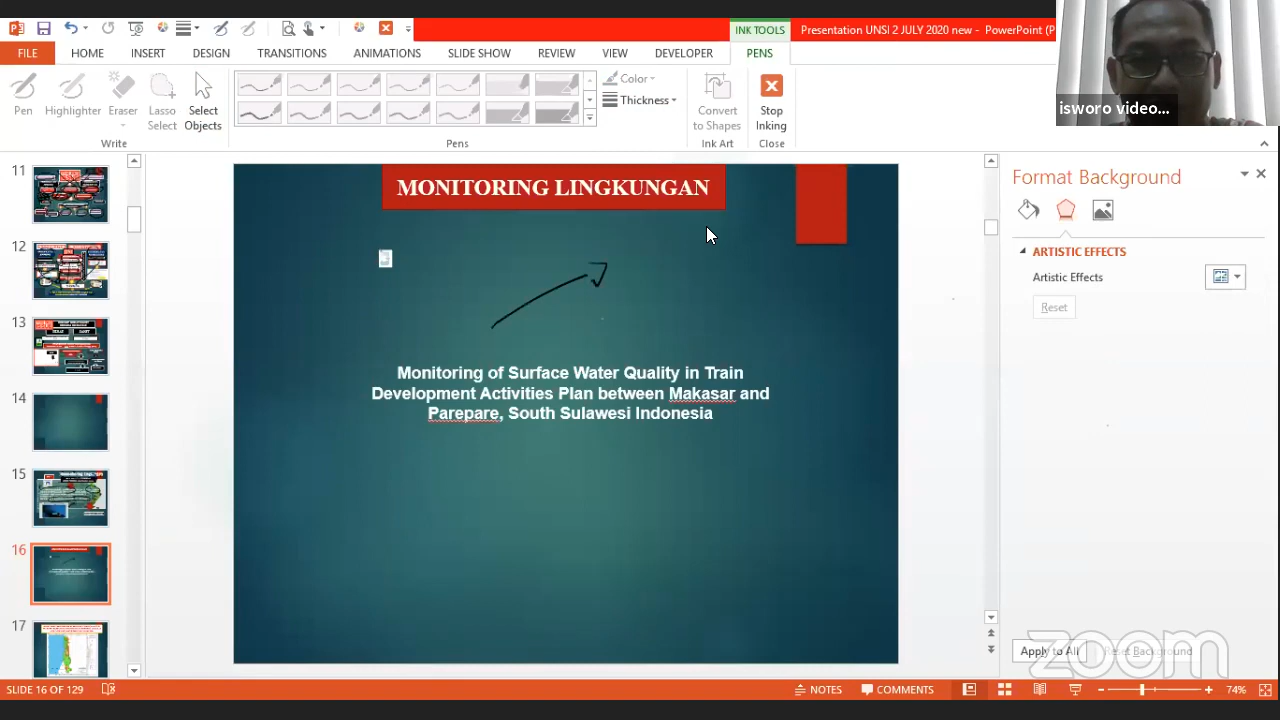 INK TOOLS
Presentation UNSI 2 JULY 2020 new - PowerPoint (P
FILE
HOME
INSERT
DESIGN
TRANSITIONS
ANIMATIONS
SLIDE SHOW
REVIEW
VIEW
DEVELOPER
PENS
Pen
Highlighter
Eraser
Lasso Select
Select Objects
Color
Thickness
Convert to Shapes
Stop Inking
Write
Pens
Ink Art
Close
isworo video...
11
12
13
14
15
16
17
MONITORING LINGKUNGAN
Monitoring of Surface Water Quality in Train
Development Activities Plan between Makasar and
Parepare, South Sulawesi Indonesia
Format Background
ARTISTIC EFFECTS
Artistic Effects
Reset
Apply to All
Reset Background
zoom
SLIDE 16 OF 129
NOTES
COMMENTS
74%